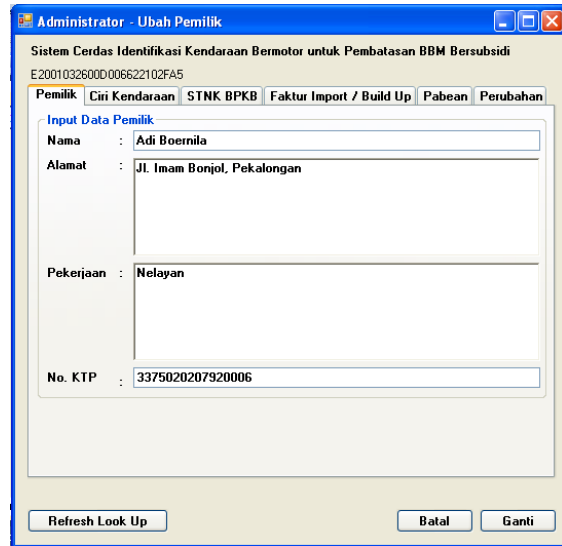 Administrator - Ubah Pemilik
Sistem Cerdas Identifikasi Kendaraan Bermotor untuk Pembatasan BBM Bersubsidi
E2001032600D006622102FA5
Pemilik Ciri Kendaraan STNK BPKB Faktur Import / Build Up Pabean Perubahan
Input Data Pemilik
Nama : Adi Boernila
Alamat : Jl. Imam Bonjol, Pekalongan
Pekerjaan : Nelayan
No. KTP : 3375020207920006
Refresh Look Up Batal Ganti